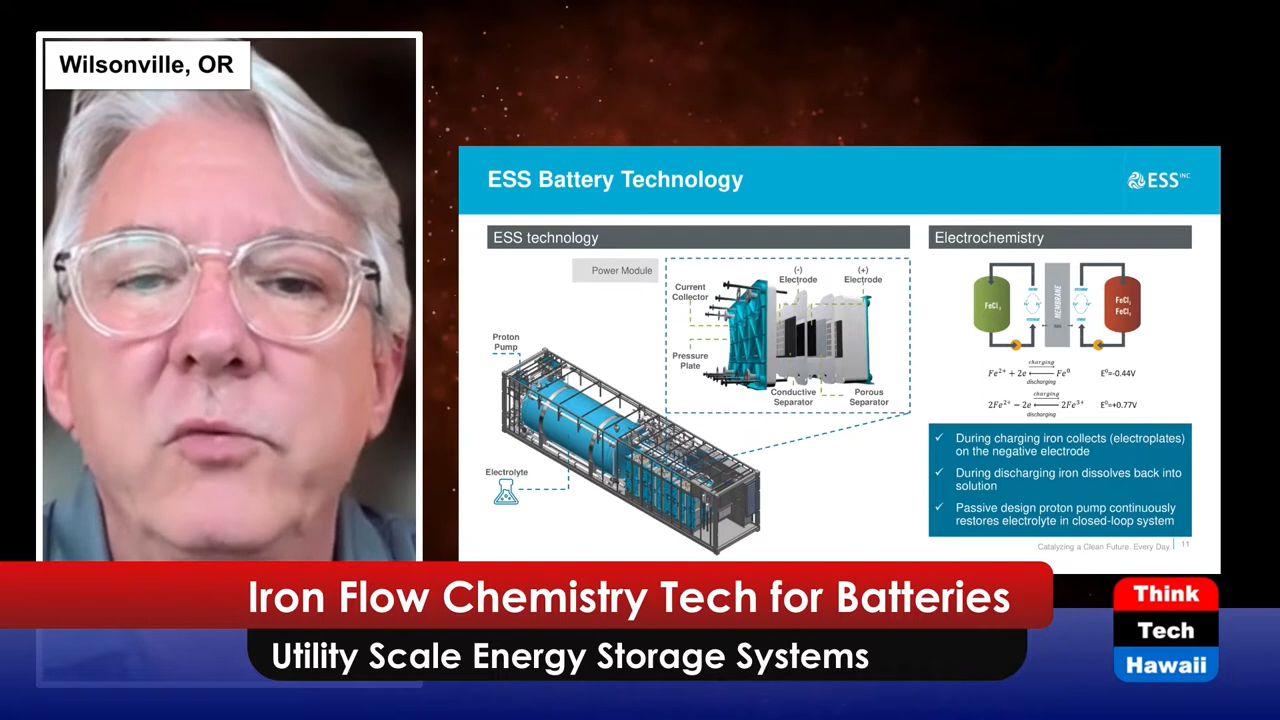 Wilsonville, OR
ESS Battery Technology
ESS INC
ESS technology
Power Module
(-)
Electrode
(+)
Electrode
Current
Collector
Pressure
Plate
Conductive
Separator
Porous
Separator
Proton
Pump
Electrolyte
Electrochemistry
FeCl₂
MEMBRANE
FeCl₂
FeCl₃
charging
Fe²⁺ + 2e ⟵ Fe⁰ E⁰=-0.44V
discharging
charging
2Fe²⁺ − 2e ⟵ 2Fe³⁺ E⁰=+0.77V
discharging
✓ During charging iron collects (electroplates)
on the negative electrode
✓ During discharging iron dissolves back into
solution
✓ Passive design proton pump continuously
restores electrolyte in closed-loop system
Catalyzing a Clean Future. Every Day. 11
Iron Flow Chemistry Tech for Batteries
Utility Scale Energy Storage Systems
Think
Tech
Hawaii